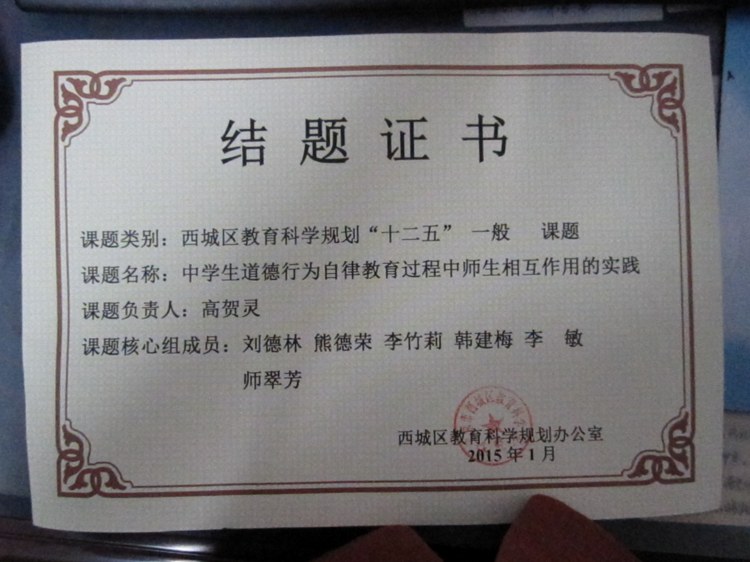 结题证书
课题类别：西城区教育科学规划“十二五” 一般 课题
课题名称：中学生道德行为自律教育过程中师生相互作用的实践
课题负责人：高贺灵
课题核心组成员：刘德林 熊德荣 李竹莉 韩建梅 李 敏
师翠芳
西城区教育科学规划办公室
2015年1月